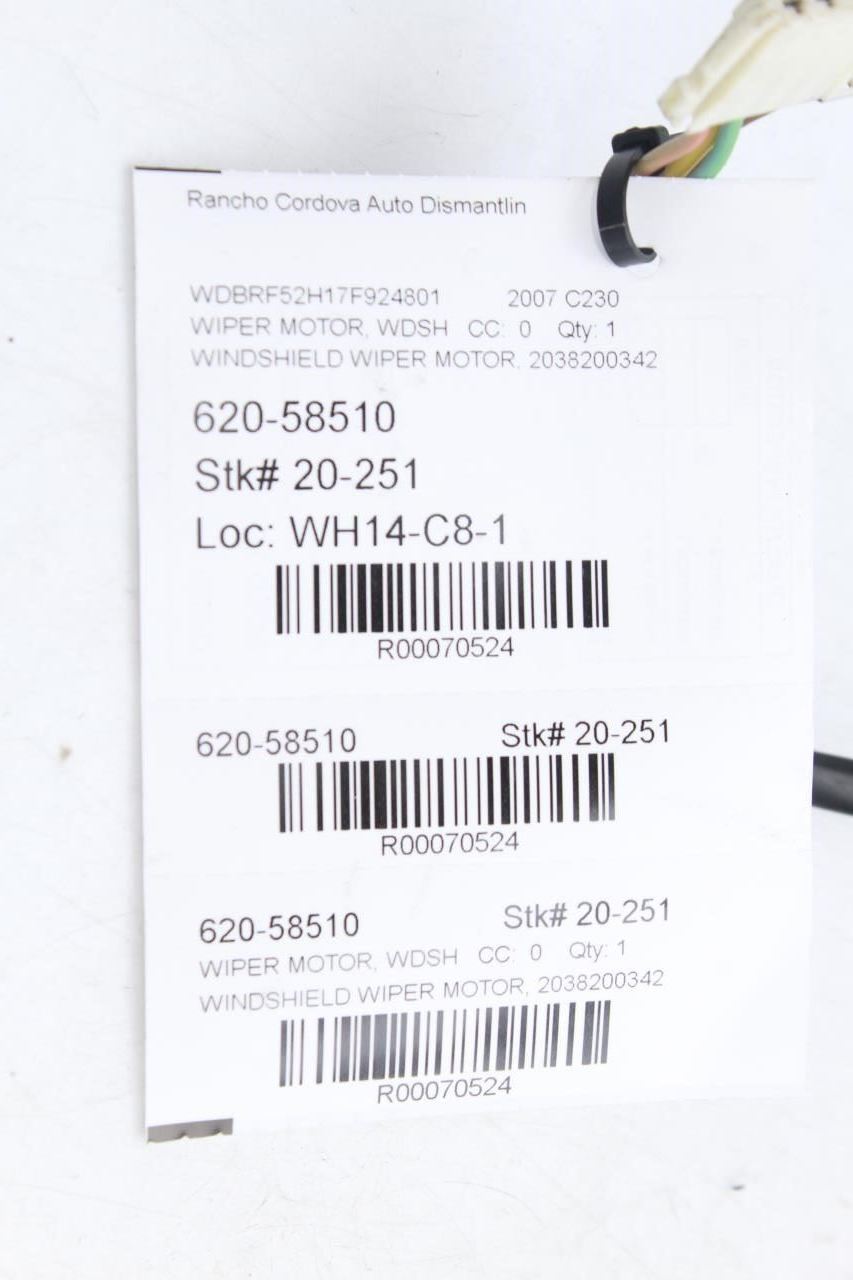 Rancho Cordova Auto Dismantlin
WDBRF52H17F924801 2007 C230
WIPER MOTOR, WDSH CC: 0 Qty: 1
WINDSHIELD WIPER MOTOR, 2038200342
620-58510
Stk# 20-251
Loc: WH14-C8-1
R00070524
620-58510 Stk# 20-251
R00070524
620-58510 Stk# 20-251
WIPER MOTOR, WDSH CC: 0 Qty: 1
WINDSHIELD WIPER MOTOR, 2038200342
R00070524